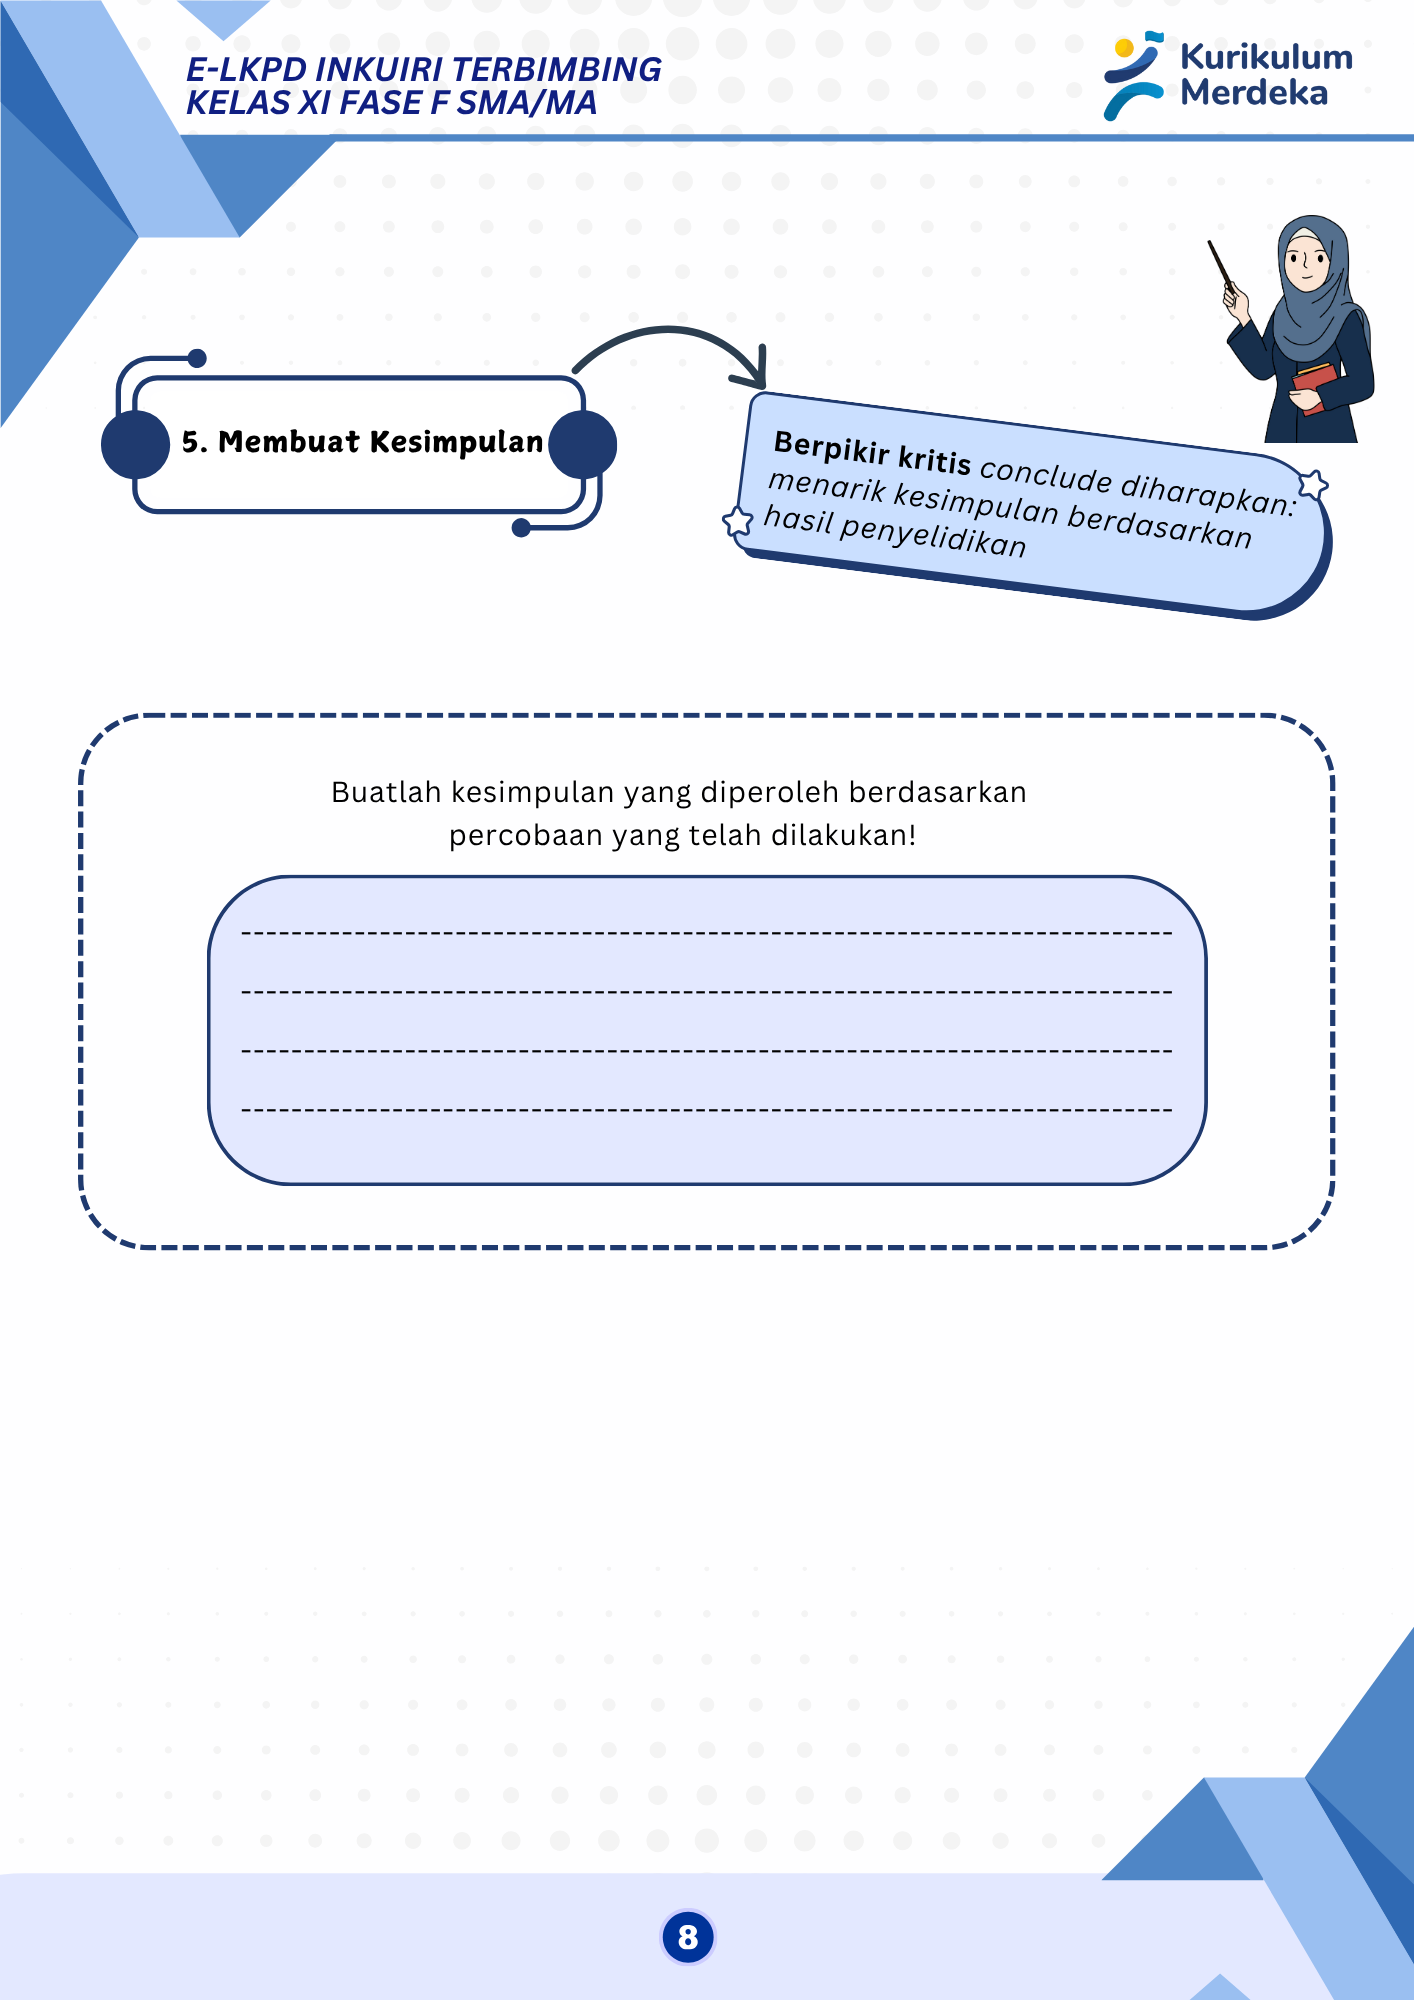 E-LKPD INKUIRI TERBIMBING
KELAS XI FASE F SMA/MA
Kurikulum
Merdeka
5. Membuat Kesimpulan
Berpikir kritis conclude diharapkan:
menarik kesimpulan berdasarkan
hasil penyelidikan
Buatlah kesimpulan yang diperoleh berdasarkan
percobaan yang telah dilakukan!
8